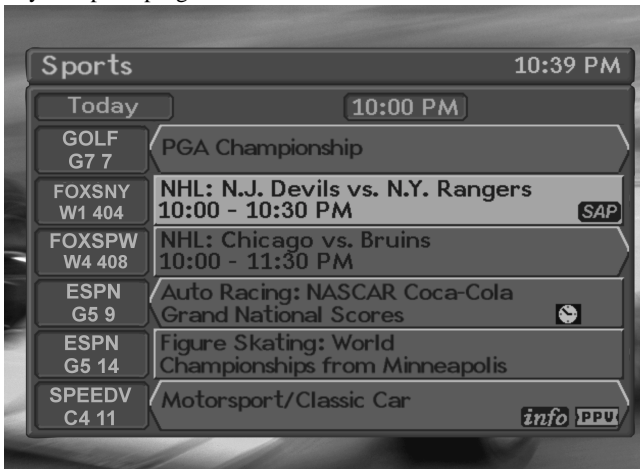 Sports 10:39 PM
Today 10:00 PM
GOLF
G7 7
PGA Championship
FOXSNY
W1 404
NHL: N.J. Devils vs. N.Y. Rangers
10:00 - 10:30 PM SAP
FOXSPW
W4 408
NHL: Chicago vs. Bruins
10:00 - 11:30 PM
ESPN
G5 9
Auto Racing: NASCAR Coca-Cola
Grand National Scores
ESPN
G5 14
Figure Skating: World
Championships from Minneapolis
SPEEDV
C4 11
Motorsport/Classic Car
info PPU